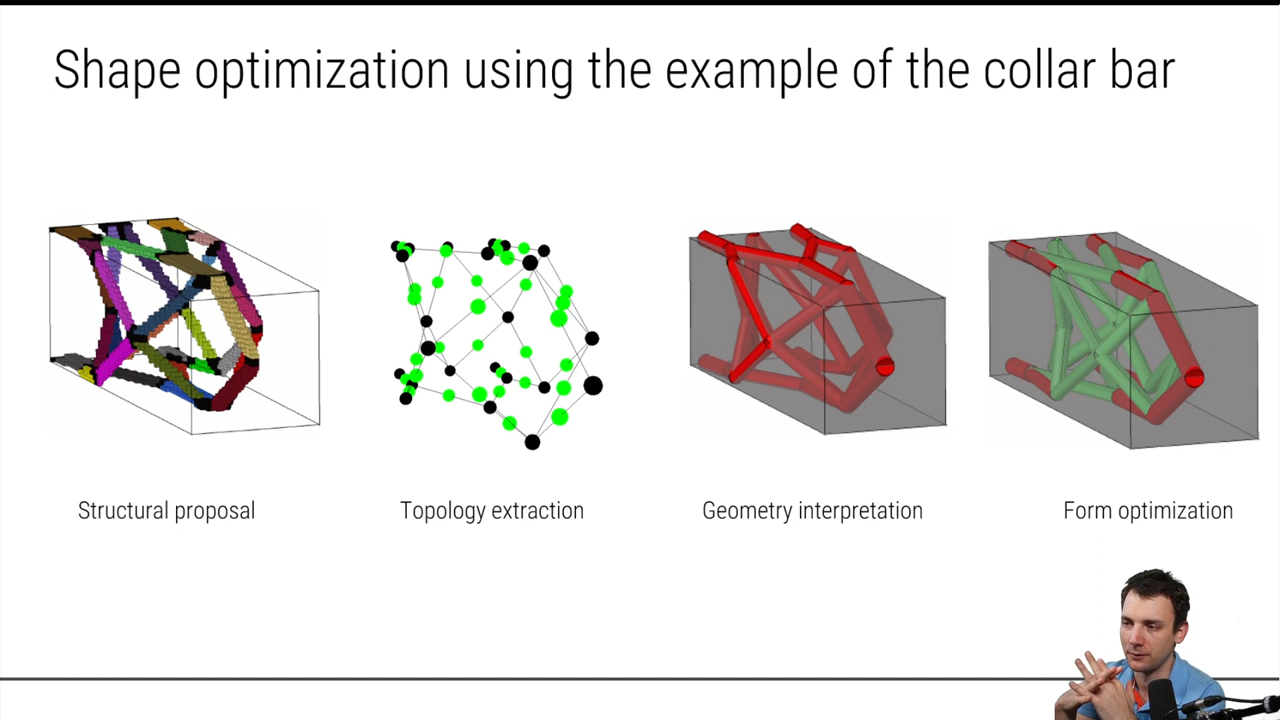 Shape optimization using the example of the collar bar
Structural proposal
Topology extraction
Geometry interpretation
Form optimization